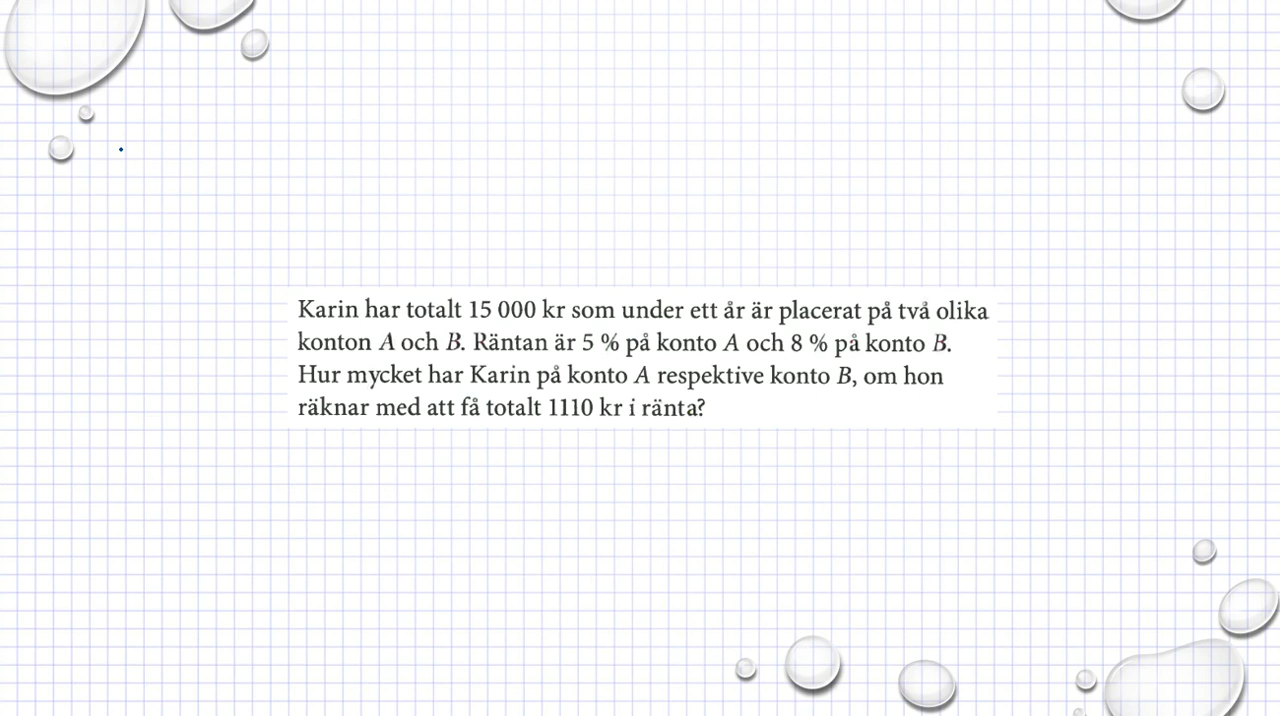 Karin har totalt 15 000 kr som under ett år är placerat på två olika
konton A och B. Räntan är 5 % på konto A och 8 % på konto B.
Hur mycket har Karin på konto A respektive konto B, om hon
räknar med att få totalt 1110 kr i ränta?